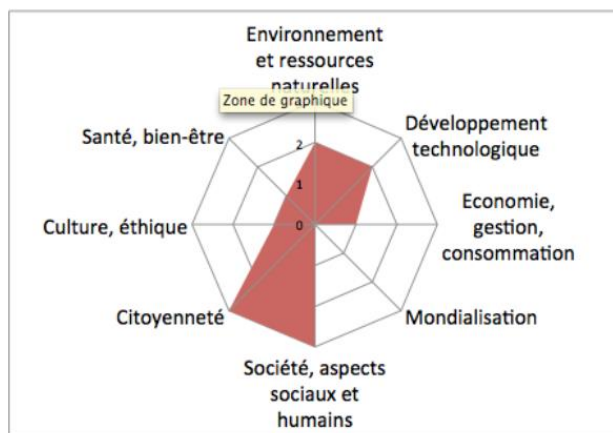 Environnement
et ressources
naturelles
Zone de graphique
Santé, bien-être
Développement
technologique
2
1
0
Culture, éthique
Economie,
gestion,
consommation
Citoyenneté
Mondialisation
Société, aspects
sociaux et
humains